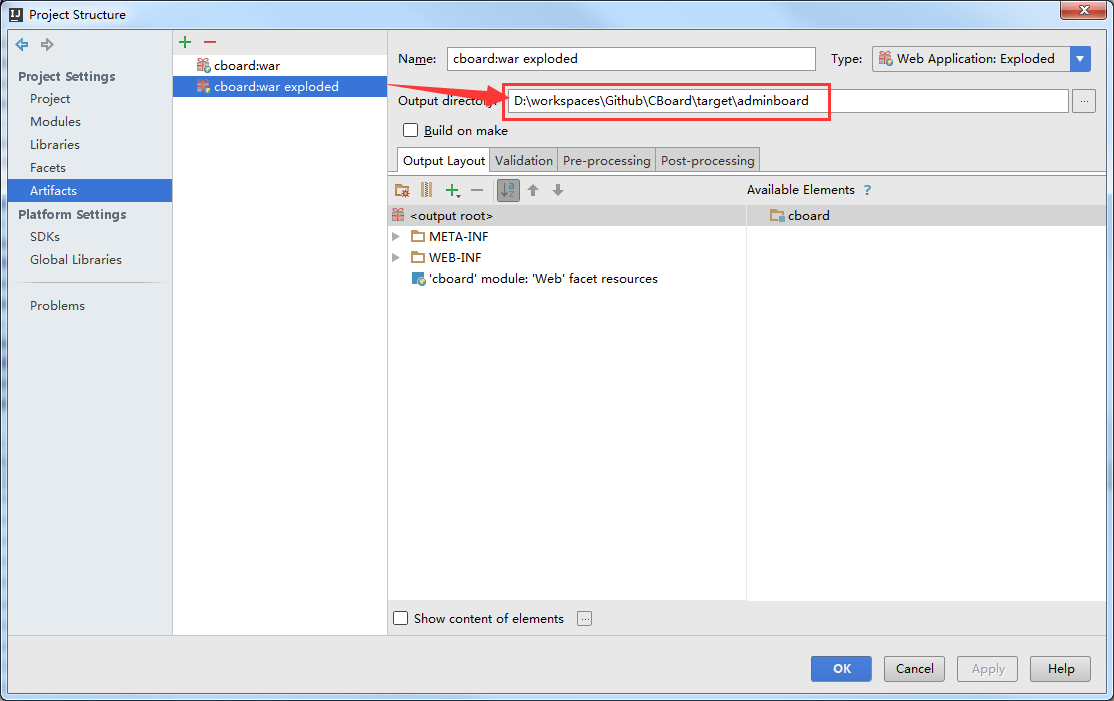 Project Structure
Project Settings
Project
Modules
Libraries
Facets
Artifacts
Platform Settings
SDKs
Global Libraries
Problems
cboard:war
cboard:war exploded
Name: cboard:war exploded Type: Web Application: Exploded
Output directory: D:\workspaces\Github\CBoard\target\adminboard ...
Build on make
Output Layout Validation Pre-processing Post-processing
Available Elements ?
<output root>
META-INF
WEB-INF
'cboard' module: 'Web' facet resources
cboard
Show content of elements ...
OK Cancel Apply Help